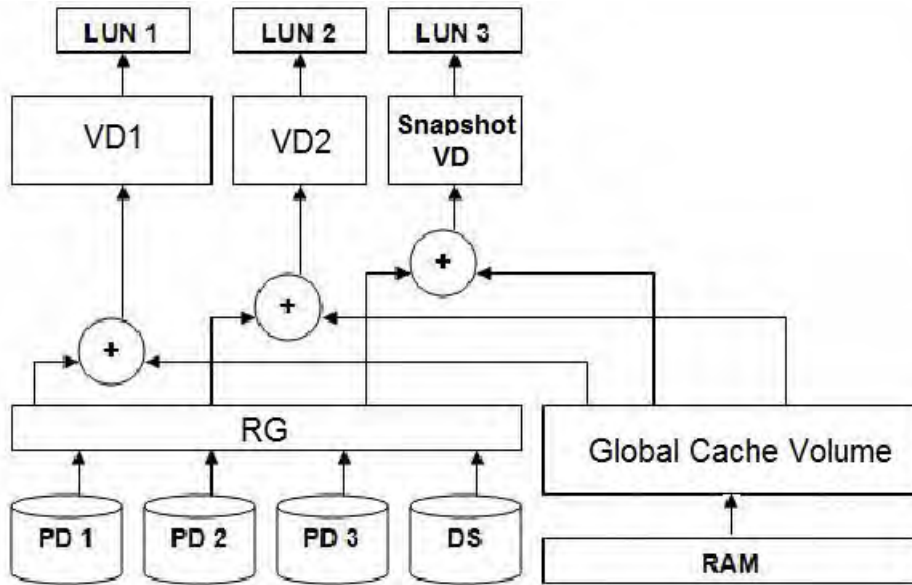 LUN 1
LUN 2
LUN 3
VD1
VD2
Snapshot
VD
+
+
+
RG
Global Cache Volume
PD 1
PD 2
PD 3
DS
RAM